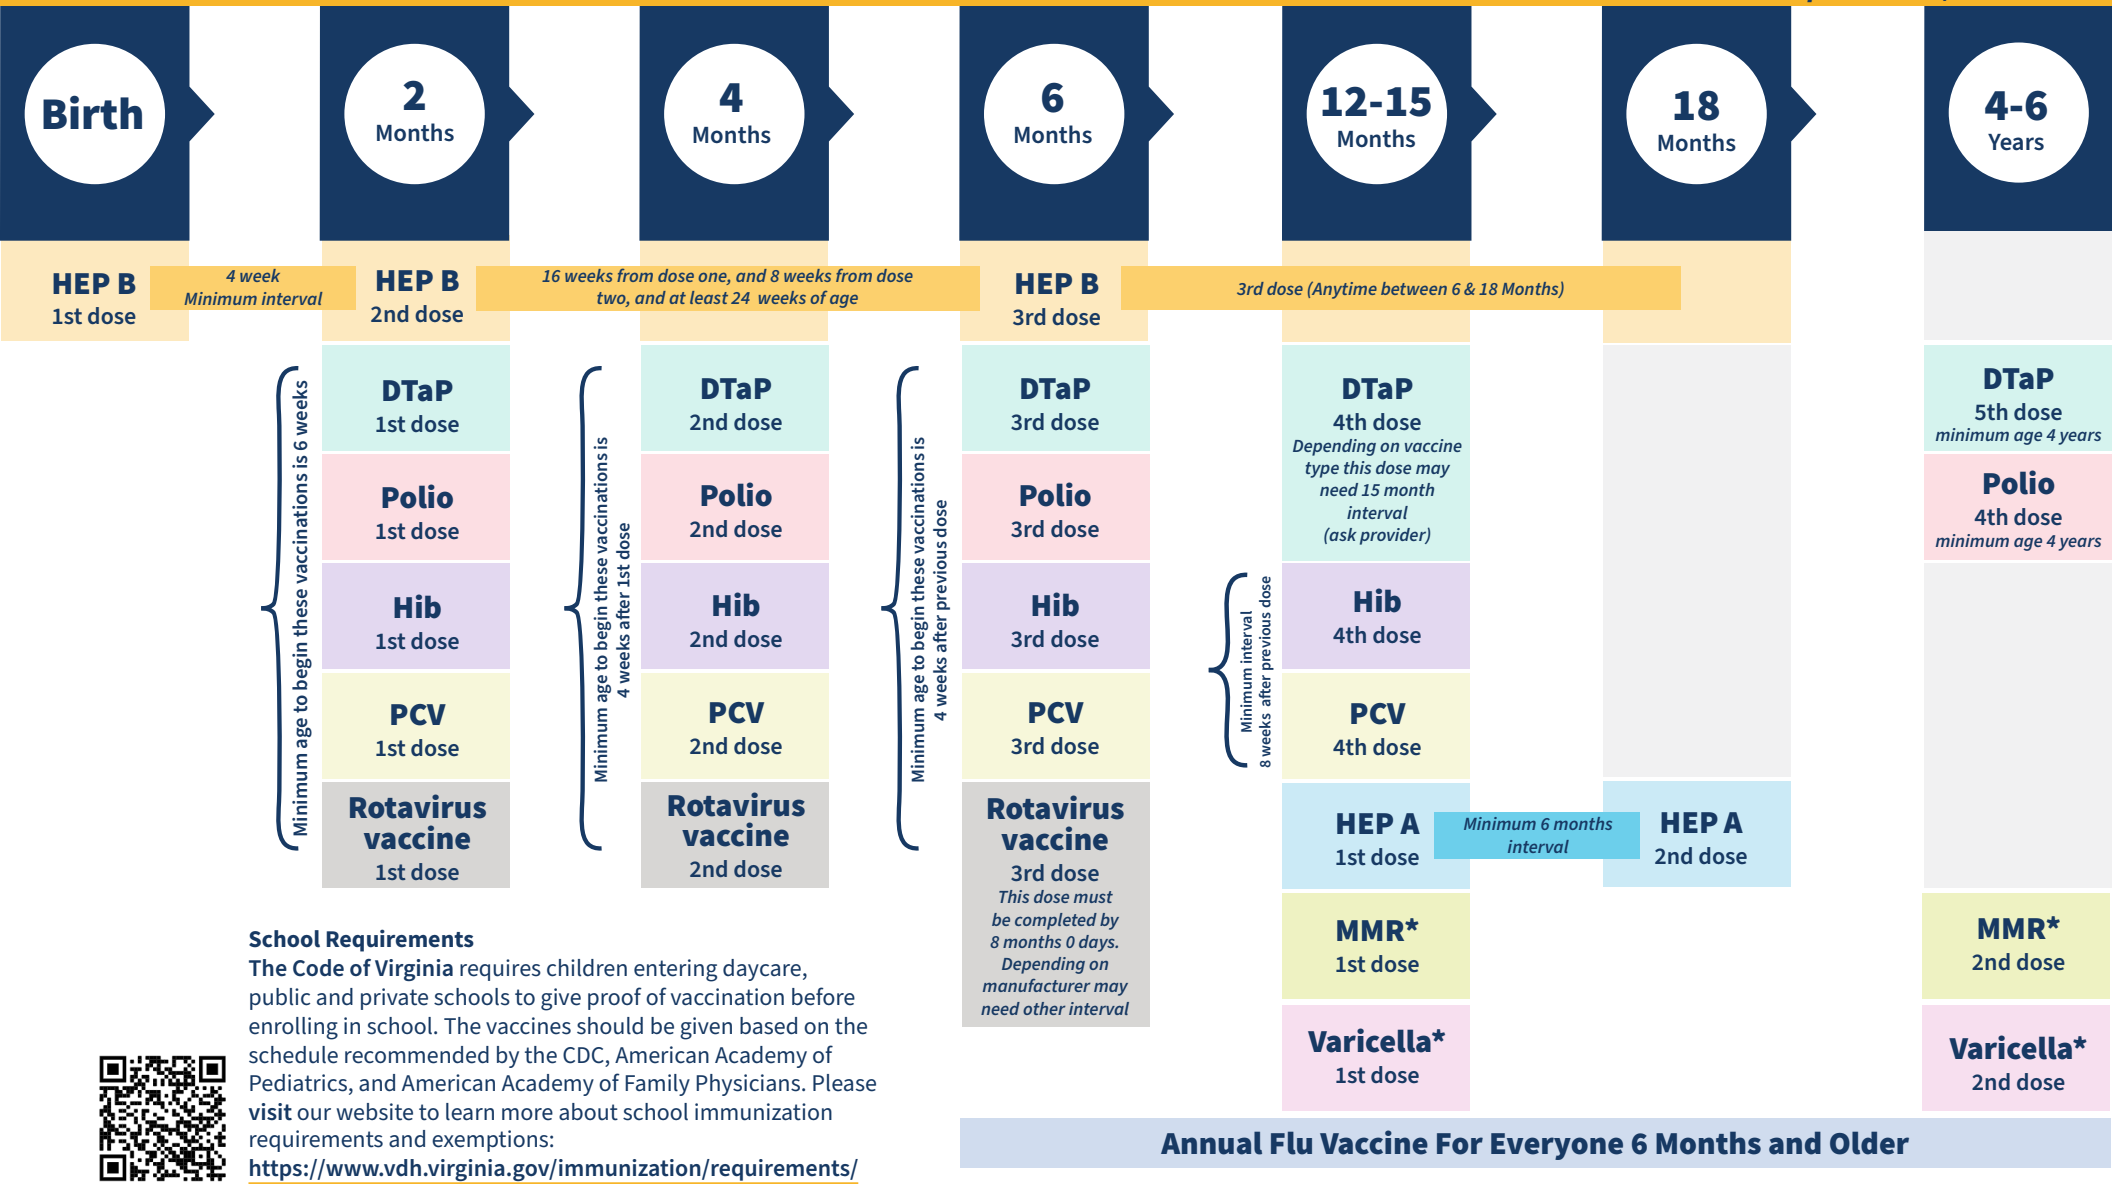 Birth
2
Months
4
Months
6
Months
12-15
Months
18
Months
4-6
Years
HEP B
1st dose
4 week
Minimum interval
HEP B
2nd dose
16 weeks from dose one, and 8 weeks from dose
two, and at least 24 weeks of age
HEP B
3rd dose
3rd dose (Anytime between 6 & 18 Months)
Minimum age to begin these vaccinations is 6 weeks
DTaP
1st dose
Polio
1st dose
Hib
1st dose
PCV
1st dose
Rotavirus
vaccine
1st dose
Minimum age to begin these vaccinations is
4 weeks after 1st dose
DTaP
2nd dose
Polio
2nd dose
Hib
2nd dose
PCV
2nd dose
Rotavirus
vaccine
2nd dose
Minimum age to begin these vaccinations is
4 weeks after previous dose
DTaP
3rd dose
Polio
3rd dose
Hib
3rd dose
PCV
3rd dose
Rotavirus
vaccine
3rd dose
This dose must
be completed by
8 months 0 days.
Depending on
manufacturer may
need other interval
DTaP
4th dose
Depending on vaccine
type this dose may
need 15 month
interval
(ask provider)
Minimum interval
8 weeks after previous dose
Hib
4th dose
PCV
4th dose
HEP A
1st dose
Minimum 6 months
interval
HEP A
2nd dose
MMR*
1st dose
Varicella*
1st dose
DTaP
5th dose
minimum age 4 years
Polio
4th dose
minimum age 4 years
MMR*
2nd dose
Varicella*
2nd dose
School Requirements
The Code of Virginia requires children entering daycare,
public and private schools to give proof of vaccination before
enrolling in school. The vaccines should be given based on the
schedule recommended by the CDC, American Academy of
Pediatrics, and American Academy of Family Physicians. Please
visit our website to learn more about school immunization
requirements and exemptions:
https://www.vdh.virginia.gov/immunization/requirements/
Annual Flu Vaccine For Everyone 6 Months and Older